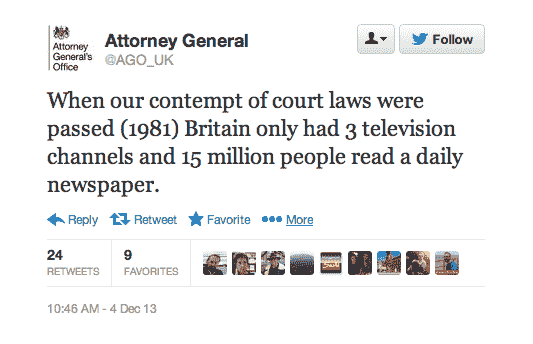 Attorney General's Office
Attorney General
@AGO_UK
Follow
When our contempt of court laws were
passed (1981) Britain only had 3 television
channels and 15 million people read a daily
newspaper.
Reply Retweet Favorite More
24 RETWEETS 9 FAVORITES
10:46 AM - 4 Dec 13